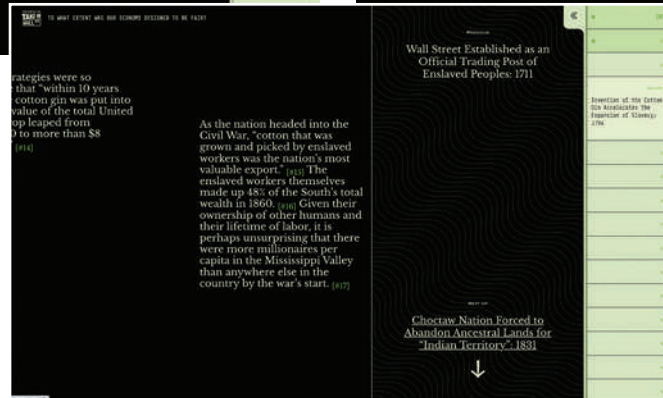 TO WHAT EXTENT WAS OUR ECONOMY DESIGNED TO BE FAIR?
rategies were so
that “within 10 years
cotton gin was put into
value of the total United
op leaped from
to more than $8
[#14]
As the nation headed into the
Civil War, “cotton that was
grown and picked by enslaved
workers was the nation’s most
valuable export.” [#15] The
enslaved workers themselves
made up 48% of the South’s total
wealth in 1860. [#16] Given their
ownership of other humans and
their lifetime of labor, it is
perhaps unsurprising that there
were more millionaires per
capita in the Mississippi Valley
than anywhere else in the
country by the war’s start. [#17]
PREVIOUS
Wall Street Established as an
Official Trading Post of
Enslaved Peoples: 1711
NEXT UP
Choctaw Nation Forced to
Abandon Ancestral Lands for
“Indian Territory”: 1831
Invention of the Cotton
Gin Accelerates the
Expansion of Slavery:
1794